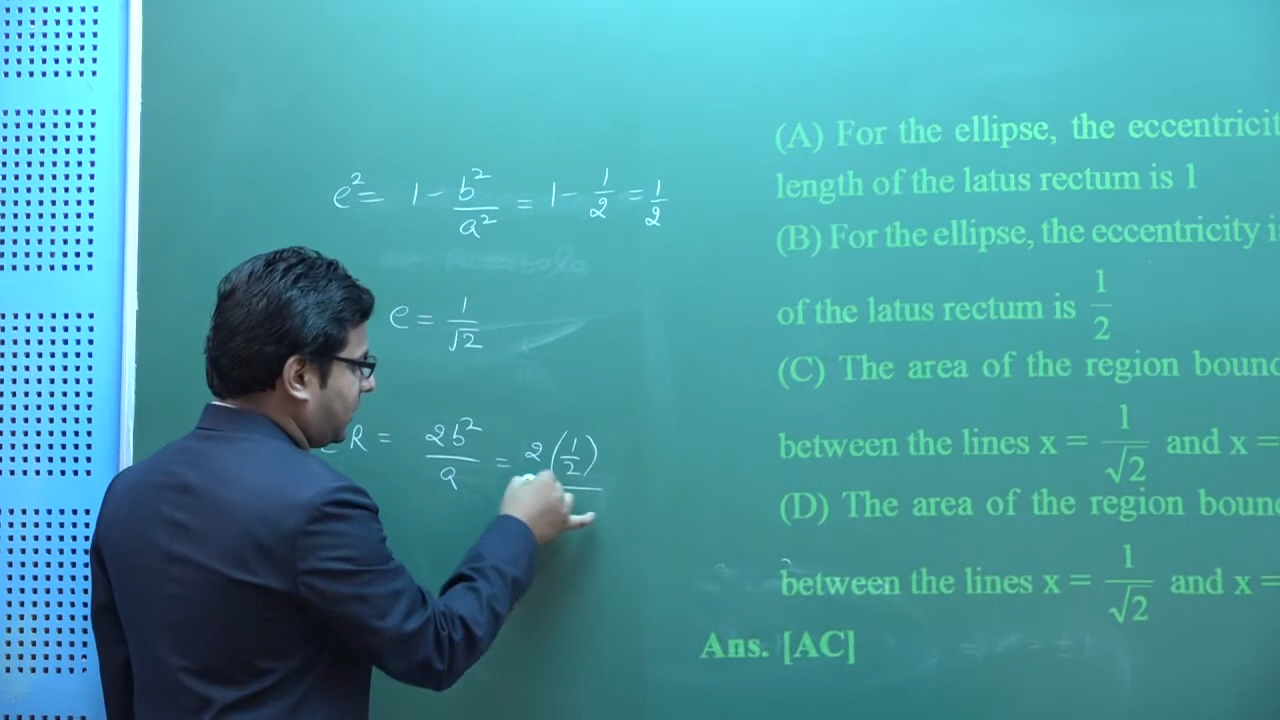 e² = 1 - b²/a² = 1 - 1/2 = 1/2
e = 1/√2
R = 2b²/a = 2(1/2)
(A) For the ellipse, the eccentricit
length of the latus rectum is 1
(B) For the ellipse, the eccentricity i
of the latus rectum is 1/2
(C) The area of the region bound
between the lines x = 1/√2 and x =
(D) The area of the region bound
between the lines x = 1/√2 and x =
Ans. [AC]